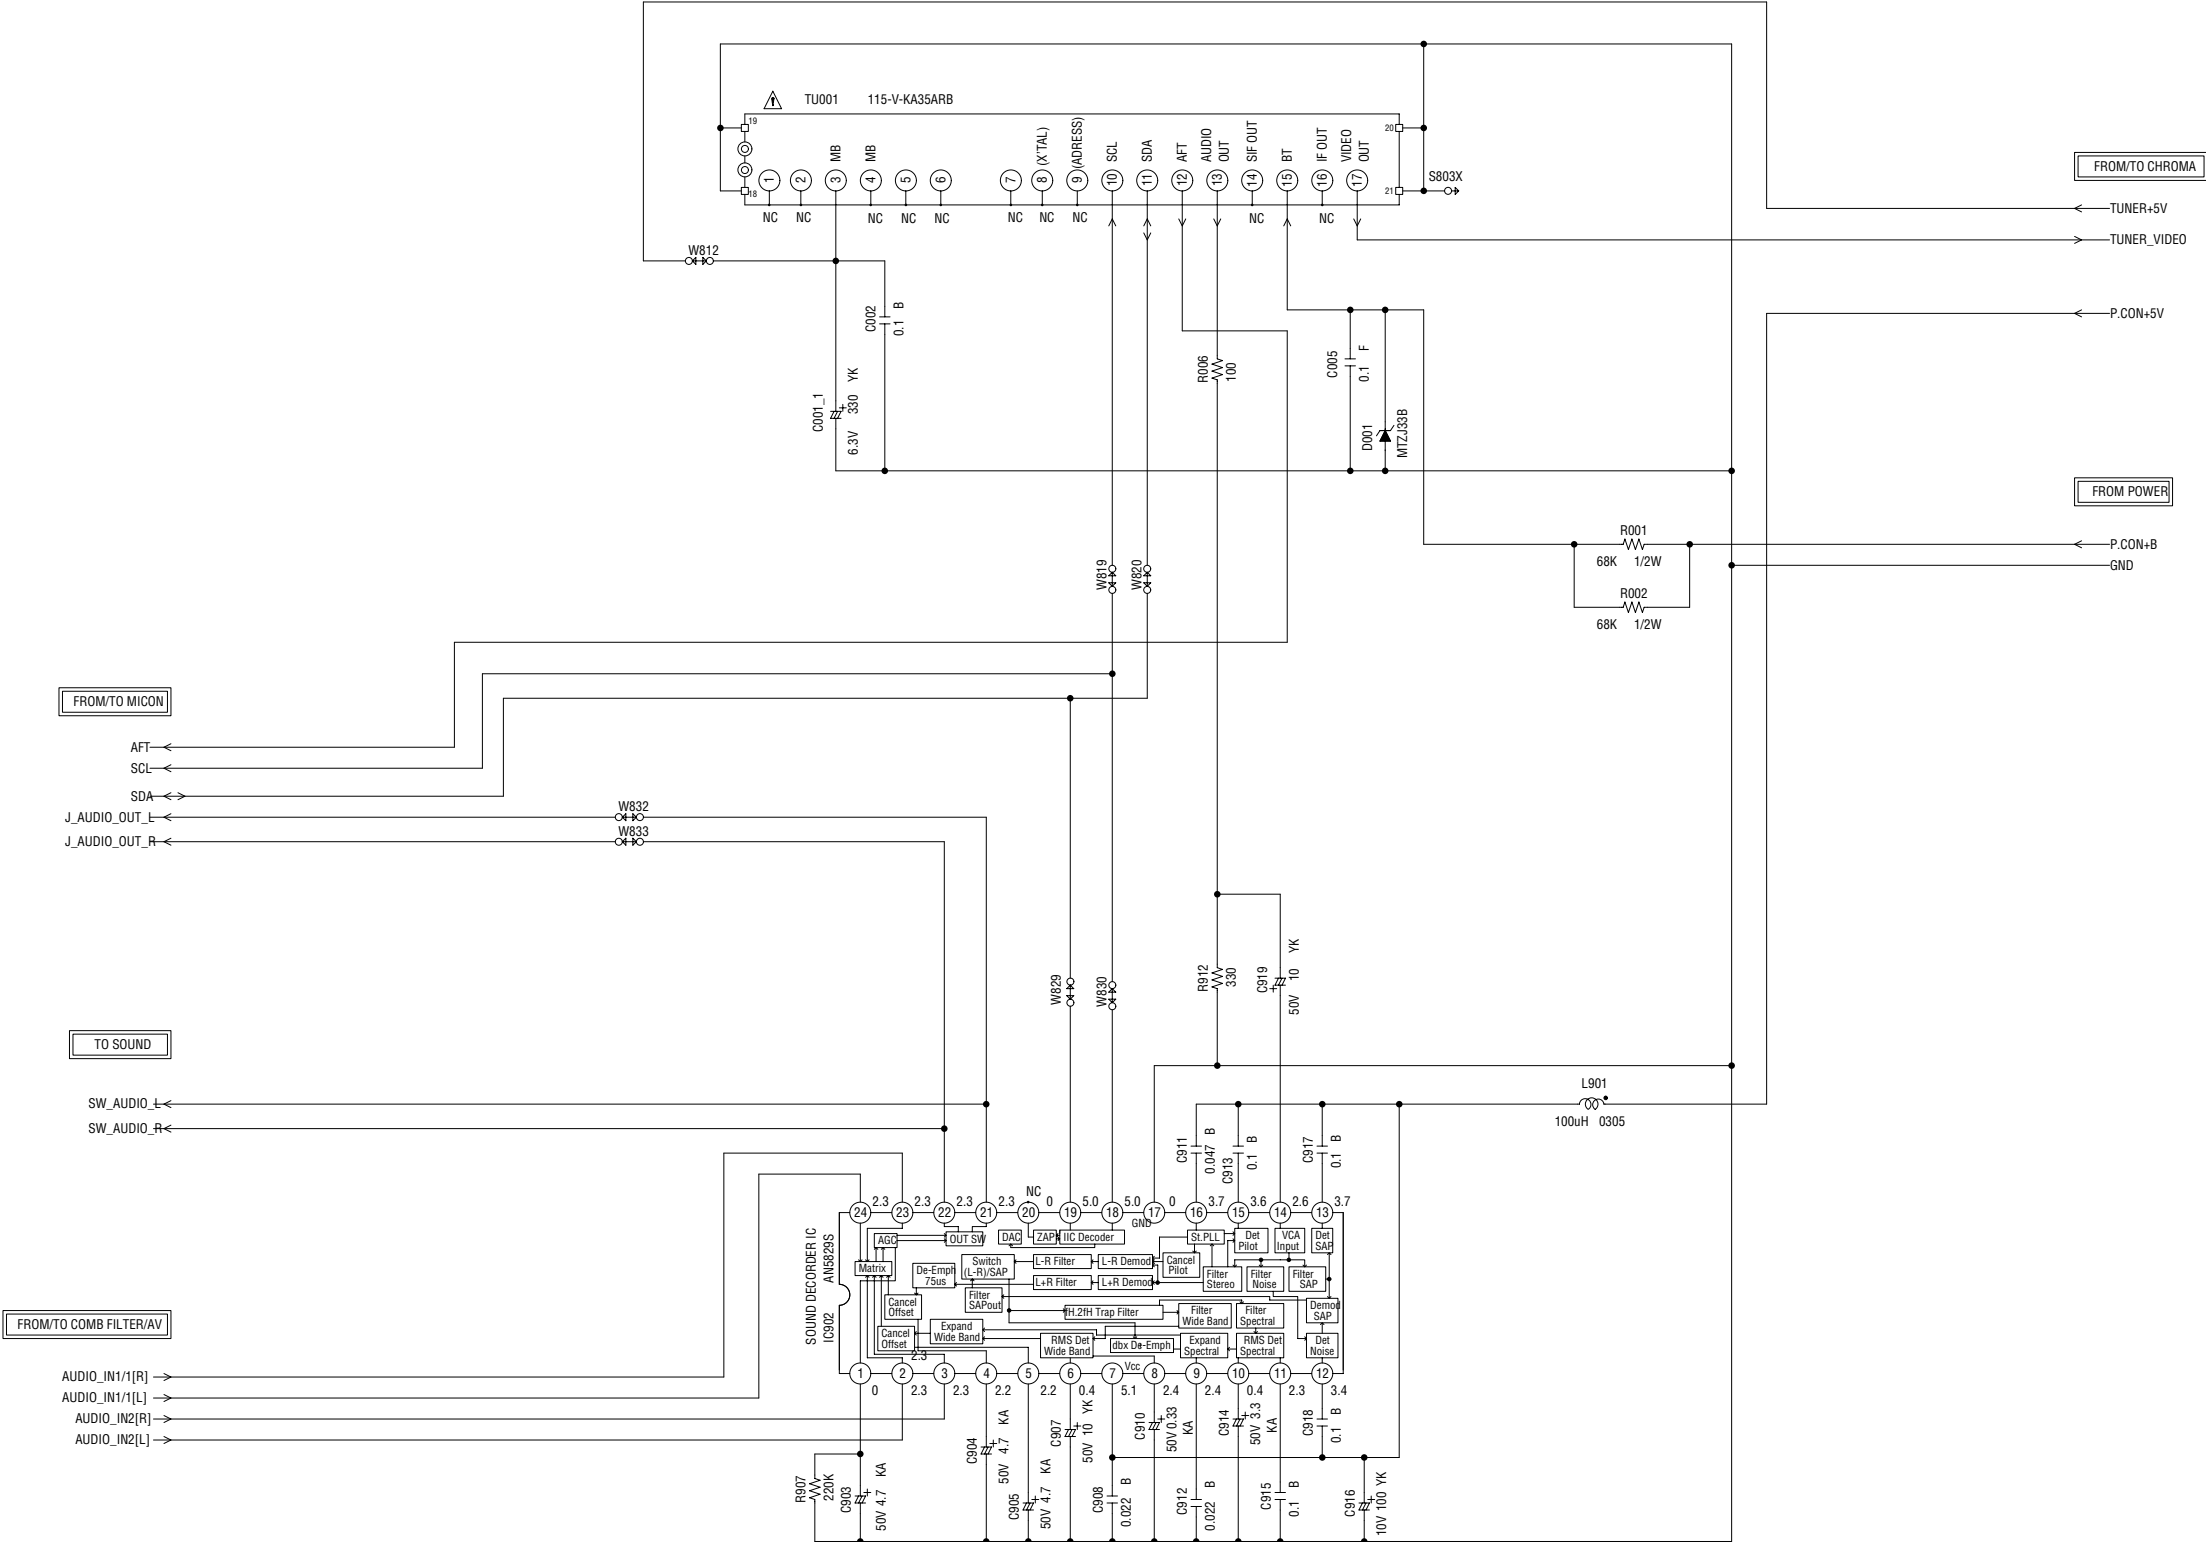 TU001 115-V-KA35ARB
19
18
20
21
S803X
1
2
3
4
5
6
7
8
9
10
11
12
13
14
15
16
17
MB
MB
(X'TAL)
(ADRESS)
SCL
SDA
AFT
AUDIO OUT
SIF OUT
BT
IF OUT
VIDEO OUT
NC
NC
NC
NC
NC
NC
NC
NC
NC
NC
FROM/TO CHROMA
TUNER+5V
TUNER_VIDEO
P.CON+5V
W812
C002
0.1 B
C001_1
330 YK
6.3V
R006
100
C005
0.1 F
D001
MTZJ33B
FROM POWER
P.CON+B
GND
R001
68K 1/2W
R002
68K 1/2W
W819
W820
FROM/TO MICON
AFT
SCL
SDA
J_AUDIO_OUT_L
J_AUDIO_OUT_R
W832
W833
W829
W830
R912
330
C919
50V 10 YK
TO SOUND
SW_AUDIO_L
SW_AUDIO_R
L901
100uH 0305
C911
0.047 B
C913
0.1 B
C917
0.1 B
NC
24 2.3
23 2.3
22 2.3
21 2.3
20 0
19 5.0
18 5.0
17 0
16 3.7
15 3.6
14 2.6
13 3.7
GND
SOUND DECORDER IC
IC902 AN5829S
AGC
OUT SW
DAC
ZAP
IIC Decoder
St.PLL
Det Pilot
VCA Input
Det SAP
Matrix
De-Emph 75us
Switch (L-R)/SAP
L-R Filter
L-R Demod
Cancel Pilot
L+R Filter
L+R Demod
Filter Stereo
Filter Noise
Filter SAP
Cancel Offset
Filter SAPout
fH.2fH Trap Filter
Filter Wide Band
Filter Spectral
Demod SAP
Cancel Offset
Expand Wide Band
RMS Det Wide Band
dbx De-Emph
Expand Spectral
RMS Det Spectral
Det Noise
2.3
Vcc
1 0
2 2.3
3 2.3
4 2.2
5 2.2
6 0.4
7 5.1
8 2.4
9 2.4
10 0.4
11 2.3
12 3.4
FROM/TO COMB FILTER/AV
AUDIO_IN1/1[R]
AUDIO_IN1/1[L]
AUDIO_IN2[R]
AUDIO_IN2[L]
R907
220K
C903
50V 4.7 KA
C904
50V 4.7 KA
C905
50V 4.7 KA
C907
50V 10 YK
C908
0.022 B
C910
50V 0.33 KA
C912
0.022 B
C914
50V 3.3 KA
C915
0.1 B
C918
0.1 B
C916
10V 100 YK